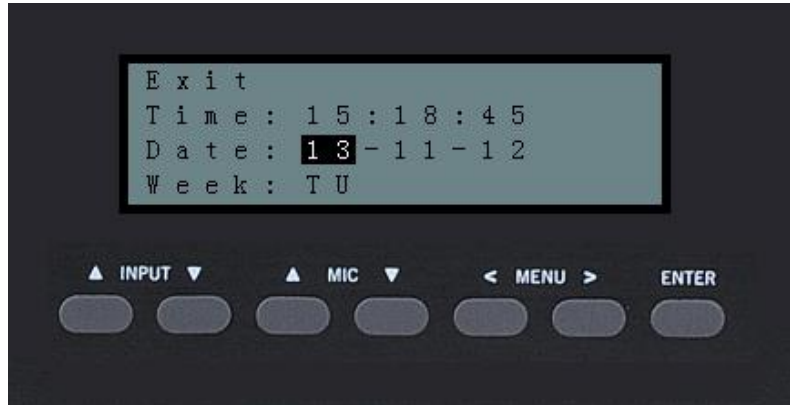 Exit
Time: 15:18:45
Date: 13-11-12
Week: TU
▲ INPUT ▼ ▲ MIC ▼ < MENU > ENTER